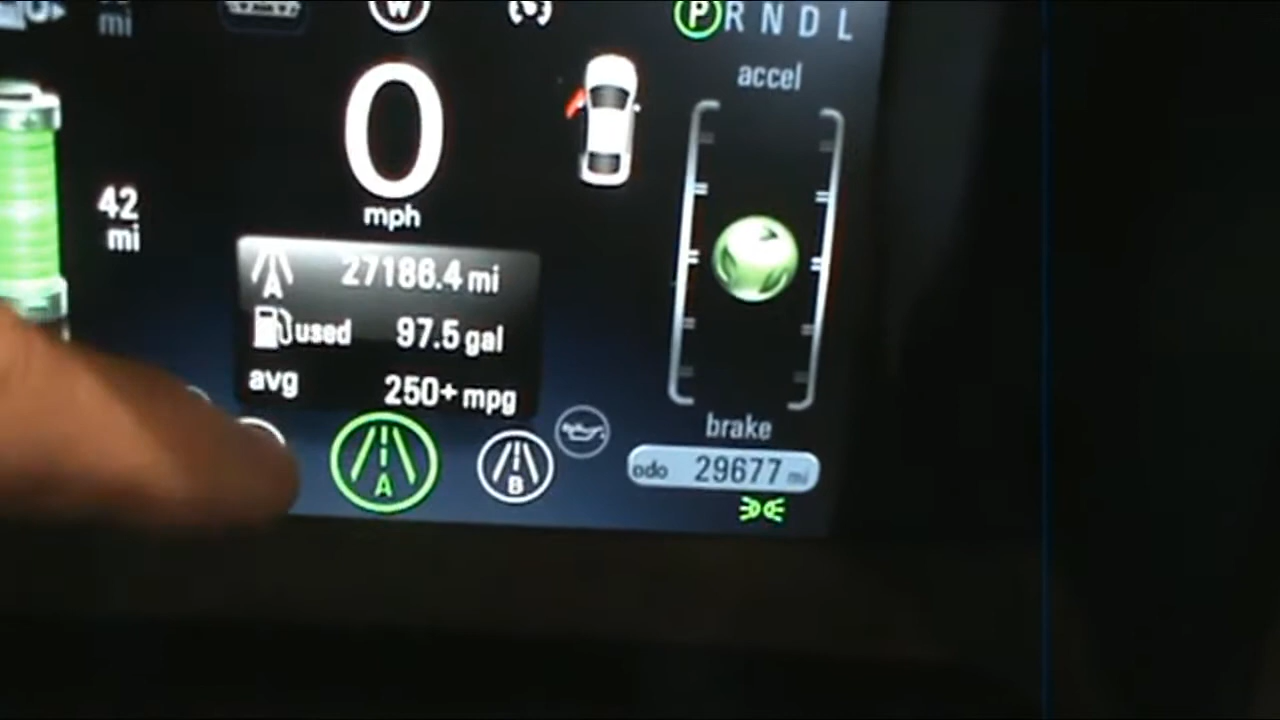 mi
W
P R N D L
accel
0
mph
42
mi
A 27186.4 mi
used 97.5 gal
avg 250+ mpg
A
B
brake
odo 29677 mi